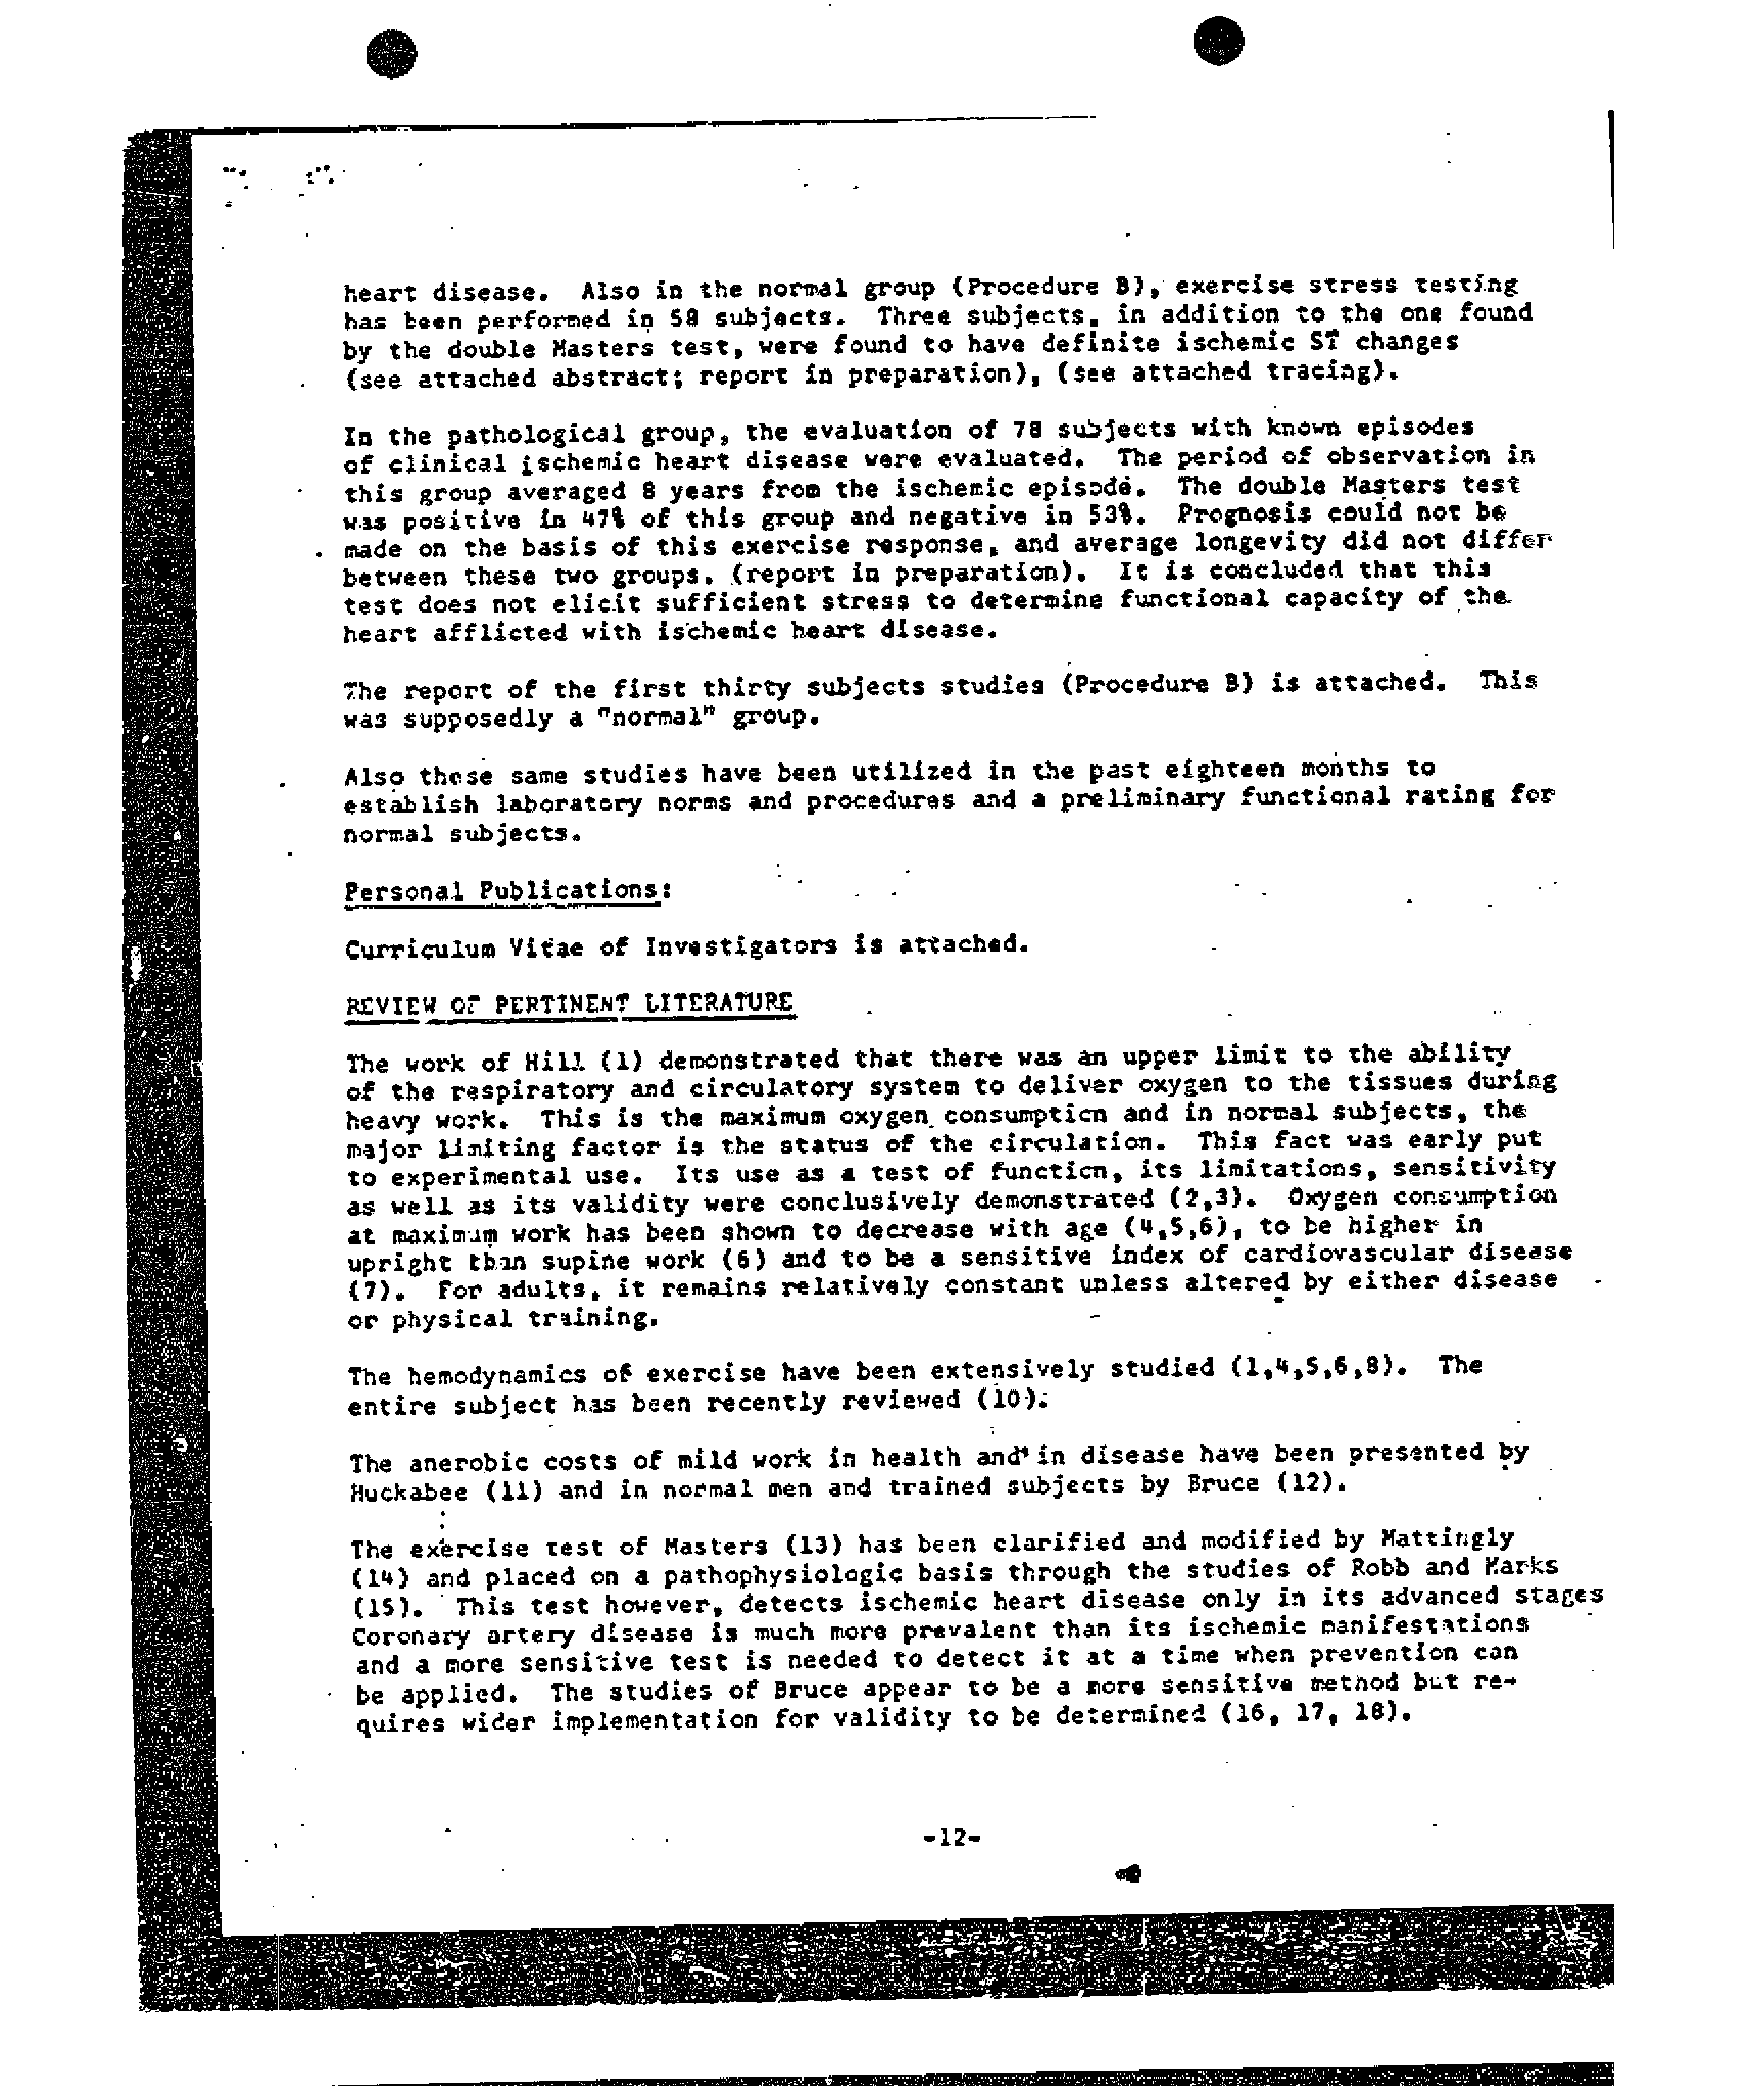 heart disease. Also in the normal group (Procedure B), exercise stress testing
has been performed in 58 subjects. Three subjects, in addition to the one found
by the double Masters test, were found to have definite ischemic ST changes
(see attached abstract; report in preparation), (see attached tracing).
In the pathological group, the evaluation of 78 subjects with known episodes
of clinical ischemic heart disease were evaluated. The period of observation in
this group averaged 8 years from the ischemic episode. The double Masters test
was positive in 47% of this group and negative in 53%. Prognosis could not be
made on the basis of this exercise response, and average longevity did not differ
between these two groups. (report in preparation). It is concluded that this
test does not elicit sufficient stress to determine functional capacity of the
heart afflicted with ischemic heart disease.
The report of the first thirty subjects studies (Procedure B) is attached. This
was supposedly a "normal" group.
Also these same studies have been utilized in the past eighteen months to
establish laboratory norms and procedures and a preliminary functional rating for
normal subjects.
Personal Publications:
Curriculum Vitae of Investigators is attached.
REVIEW OF PERTINENT LITERATURE
The work of Hill (1) demonstrated that there was an upper limit to the ability
of the respiratory and circulatory system to deliver oxygen to the tissues during
heavy work. This is the maximum oxygen consumption and in normal subjects, the
major limiting factor is the status of the circulation. This fact was early put
to experimental use. Its use as a test of function, its limitations, sensitivity
as well as its validity were conclusively demonstrated (2,3). Oxygen consumption
at maximum work has been shown to decrease with age (4,5,6), to be higher in
upright than supine work (6) and to be a sensitive index of cardiovascular disease
(7). For adults, it remains relatively constant unless altered by either disease
or physical training.
The hemodynamics of exercise have been extensively studied (1,4,5,6,8). The
entire subject has been recently reviewed (10).
The anerobic costs of mild work in health and in disease have been presented by
Huckabee (11) and in normal men and trained subjects by Bruce (12).
The exercise test of Masters (13) has been clarified and modified by Mattingly
(14) and placed on a pathophysiologic basis through the studies of Robb and Marks
(15). This test however, detects ischemic heart disease only in its advanced stages
Coronary artery disease is much more prevalent than its ischemic manifestations
and a more sensitive test is needed to detect it at a time when prevention can
be applied. The studies of Bruce appear to be a more sensitive method but re-
quires wider implementation for validity to be determined (16, 17, 18).
-12-